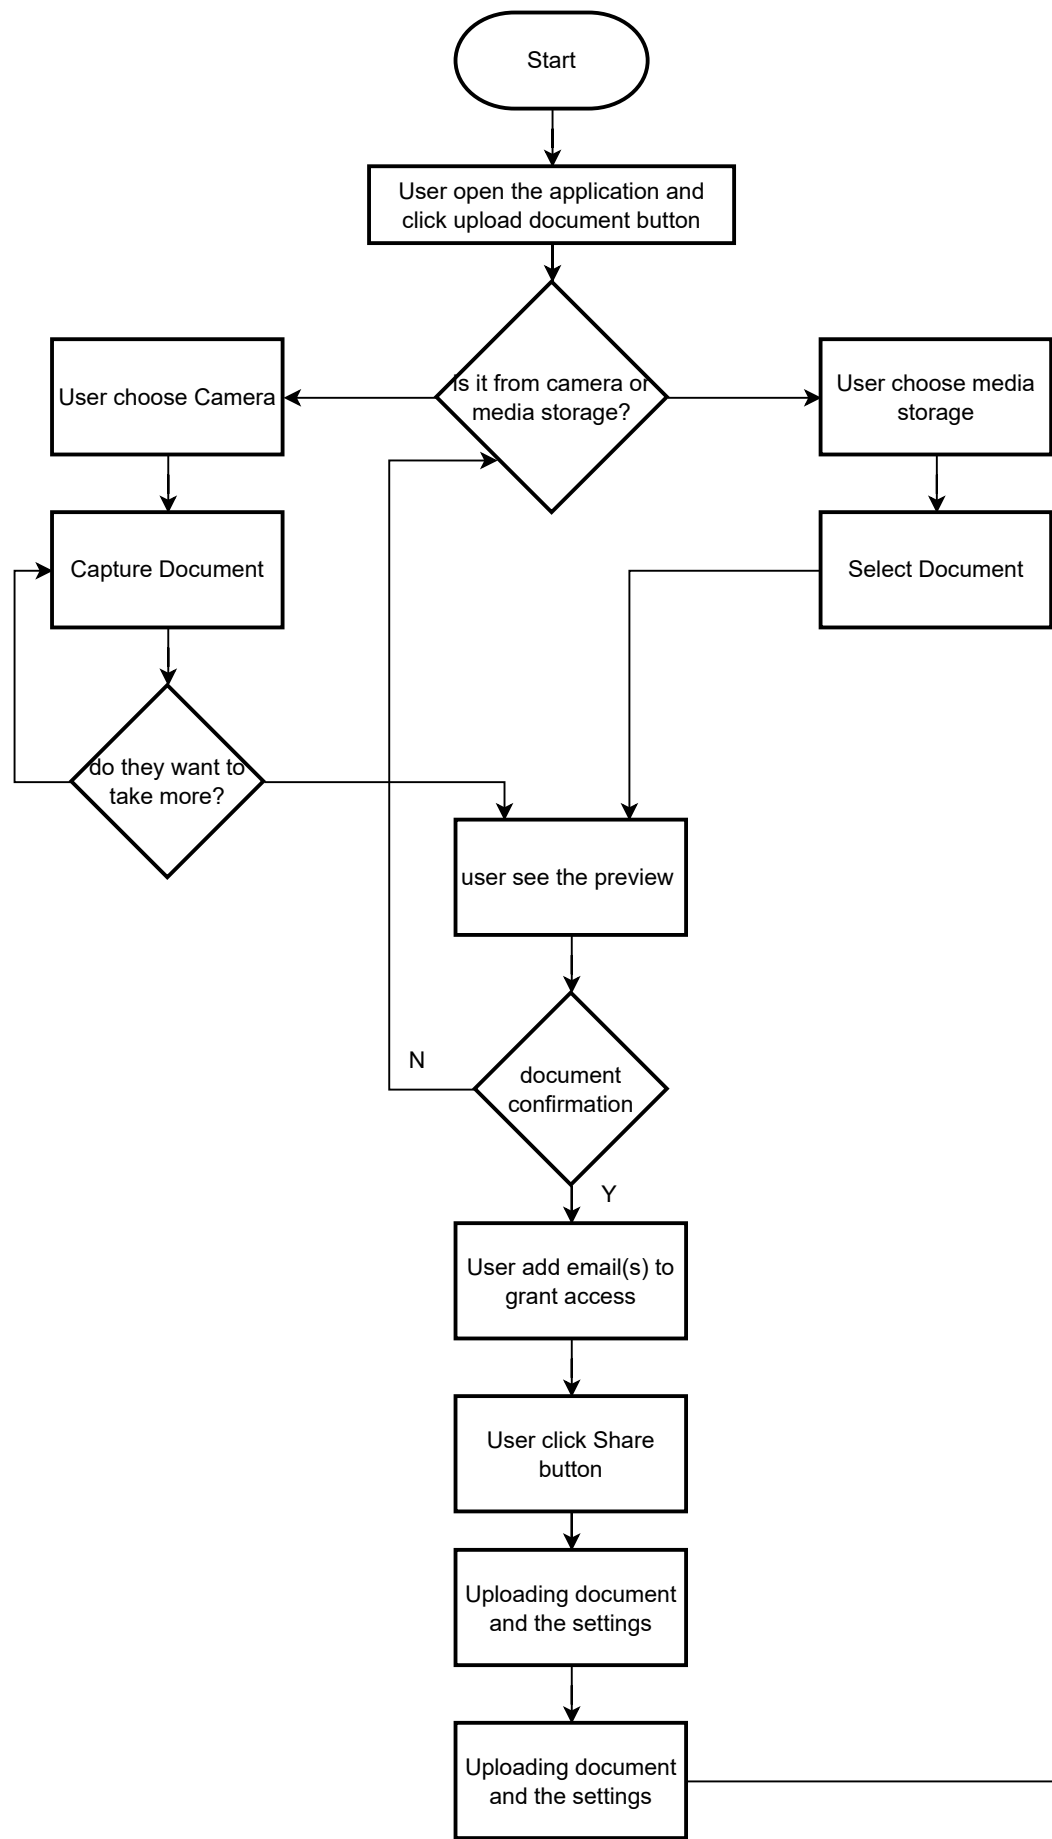 Start
User open the application and
click upload document button
Is it from camera or
media storage?
User choose Camera
User choose media
storage
Capture Document
Select Document
do they want to
take more?
user see the preview
N
document
confirmation
Y
User add email(s) to
grant access
User click Share
button
Uploading document
and the settings
Uploading document
and the settings